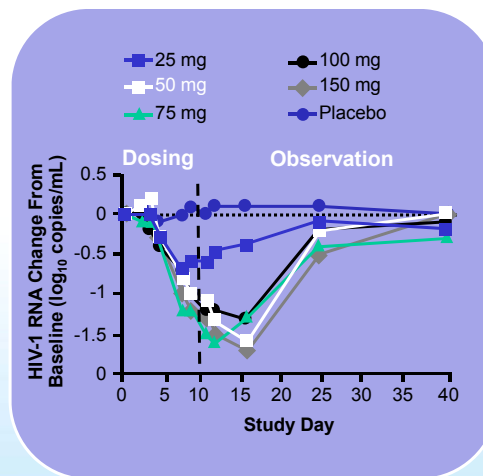 25 mg
50 mg
75 mg
100 mg
150 mg
Placebo
Dosing
Observation
HIV-1 RNA Change From
Baseline (log10 copies/mL)
0.5
0
-0.5
-1
-1.5
0
0 5 10 15 20 25 30 35 40
Study Day